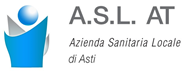 A.S.L. AT
Azienda Sanitaria Locale
di Asti